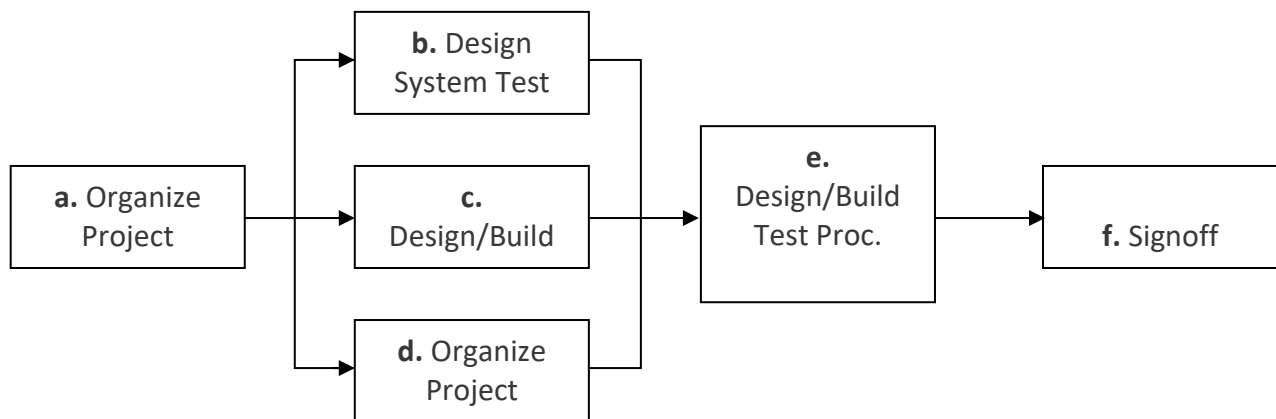 b. Design
System Test
a. Organize
Project
c.
Design/Build
d. Organize
Project
e.
Design/Build
Test Proc.
f. Signoff